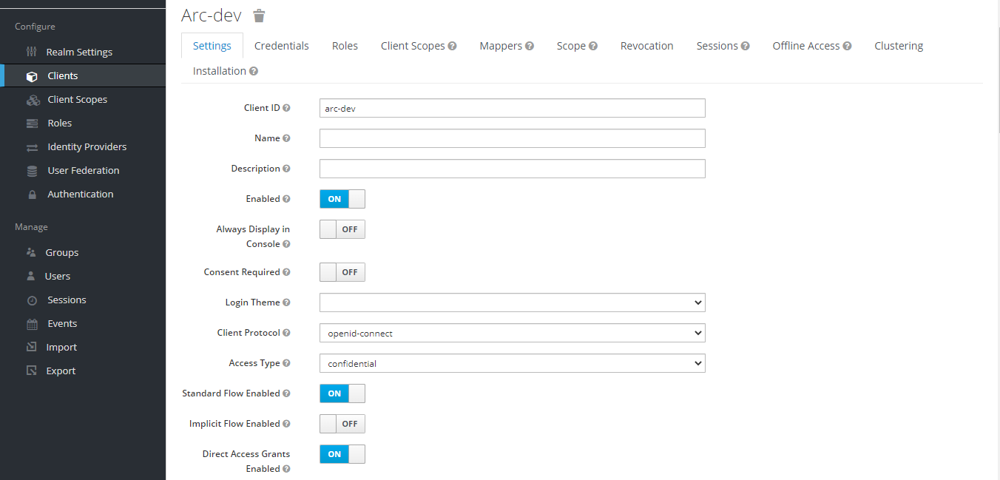 Configure
Realm Settings
Clients
Client Scopes
Roles
Identity Providers
User Federation
Authentication
Manage
Groups
Users
Sessions
Events
Import
Export
Arc-dev
Settings Credentials Roles Client Scopes Mappers Scope Revocation Sessions Offline Access Clustering
Installation
Client ID arc-dev
Name
Description
Enabled ON
Always Display in
Console OFF
Consent Required OFF
Login Theme
Client Protocol openid-connect
Access Type confidential
Standard Flow Enabled ON
Implicit Flow Enabled OFF
Direct Access Grants
Enabled ON